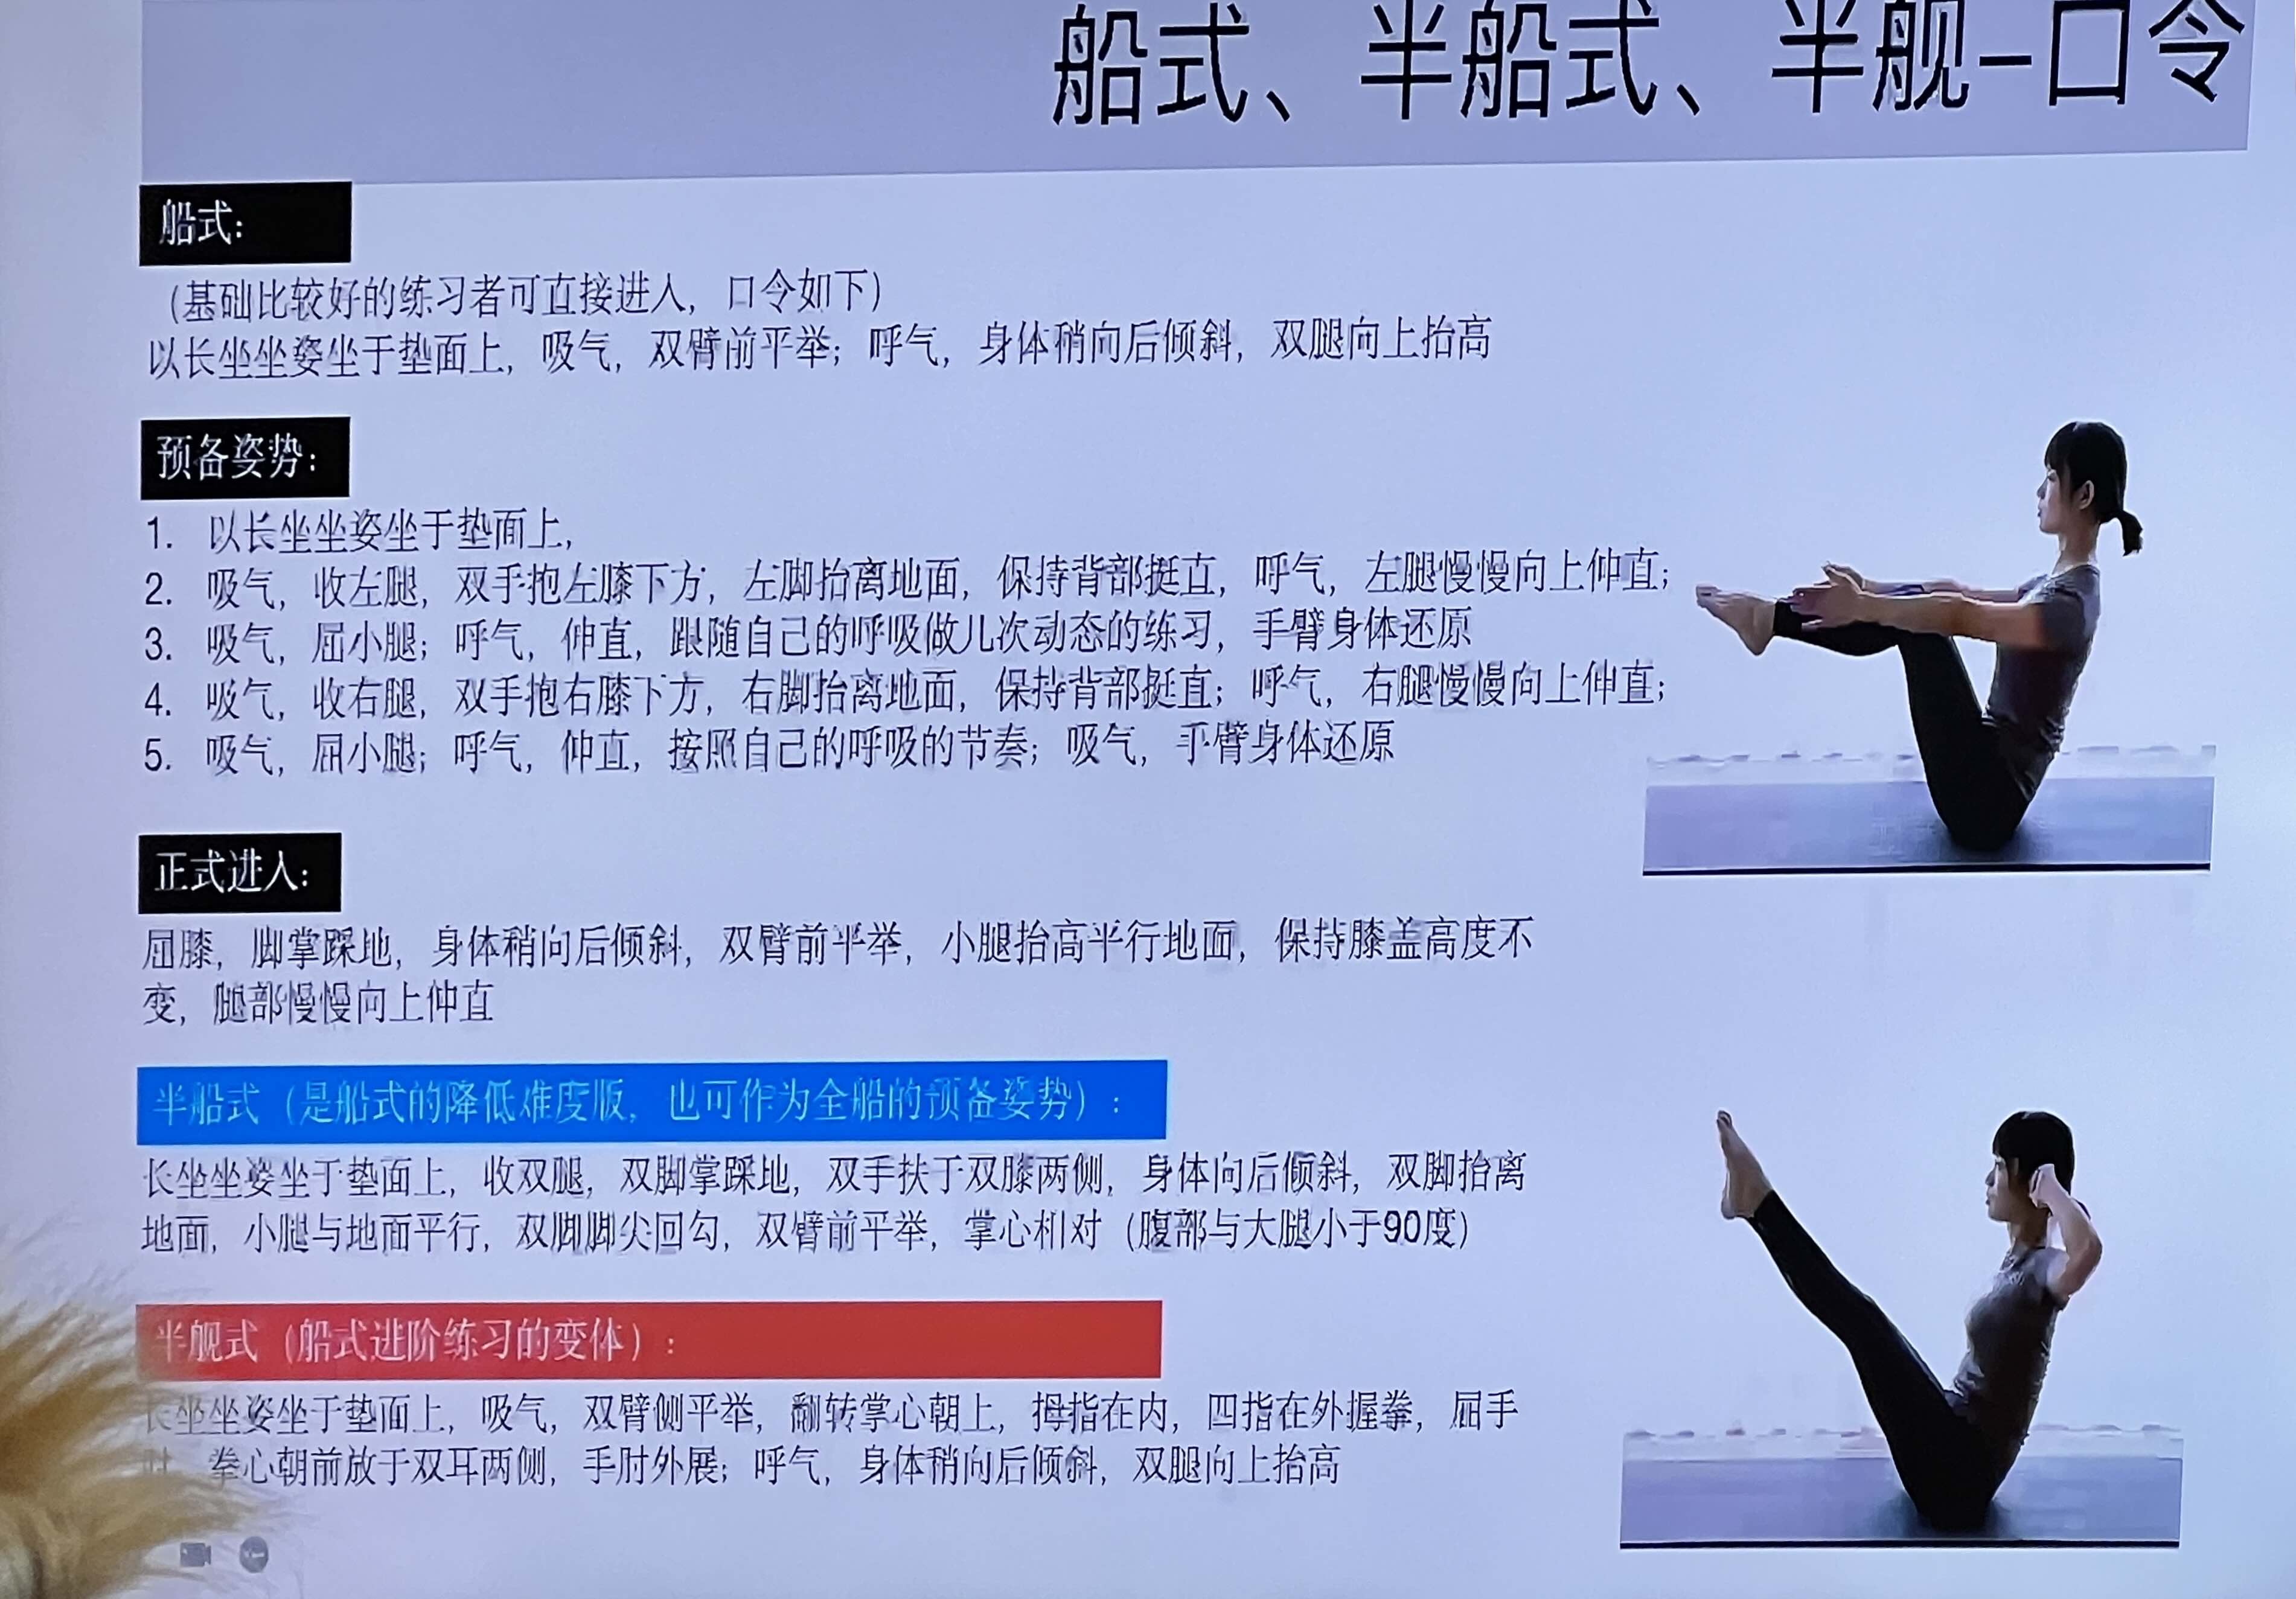 船式、半船式、半舰-口令
船式：
（基础比较好的练习者可直接进入，口令如下）
以长坐坐姿坐于垫面上，吸气，双臂前平举；呼气，身体稍向后倾斜，双腿向上抬高
预备姿势：
1. 以长坐坐姿坐于垫面上，
2. 吸气，收左腿，双手抱左膝下方，左脚抬离地面，保持背部挺直，呼气，左腿慢慢向上伸直；
3. 吸气，屈小腿；呼气，伸直，跟随自己的呼吸做几次动态的练习，手臂身体还原
4. 吸气，收右腿，双手抱右膝下方，右脚抬离地面，保持背部挺直；呼气，右腿慢慢向上伸直；
5. 吸气，屈小腿；呼气，伸直，按照自己的呼吸的节奏；吸气，手臂身体还原
正式进入：
屈膝，脚掌踩地，身体稍向后倾斜，双臂前平举，小腿抬高平行地面，保持膝盖高度不
变，腿部慢慢向上伸直
半船式（是船式的降低难度版，也可作为全船的预备姿势）：
长坐坐姿坐于垫面上，收双腿，双脚掌踩地，双手扶于双膝两侧，身体向后倾斜，双脚抬离
地面，小腿与地面平行，双脚脚尖回勾，双臂前平举，掌心相对（腹部与大腿小于90度）
半舰式（船式进阶练习的变体）：
长坐坐姿坐于垫面上，吸气，双臂侧平举，翻转掌心朝上，拇指在内，四指在外握拳，屈手
肘，拳心朝前放于双耳两侧，手肘外展；呼气，身体稍向后倾斜，双腿向上抬高